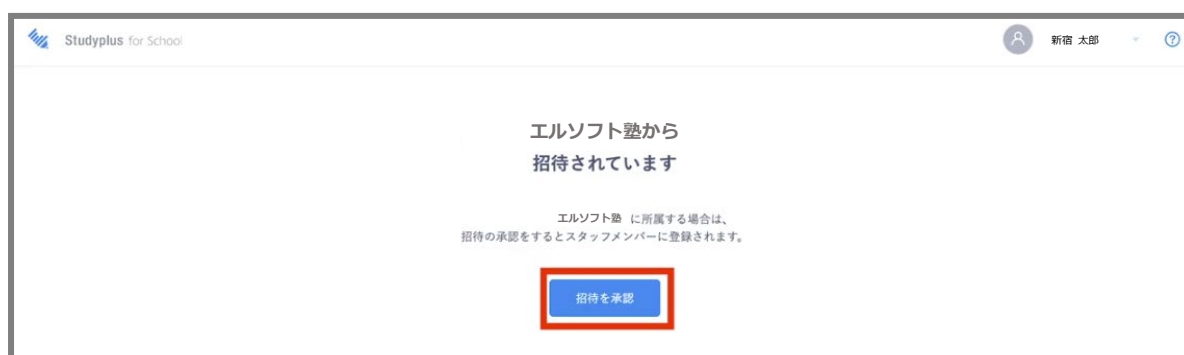 Studyplus for School
新宿 太郎
?
エルソフト塾から
招待されています
エルソフト塾 に所属する場合は、
招待の承認をするとスタッフメンバーに登録されます。
招待を承認